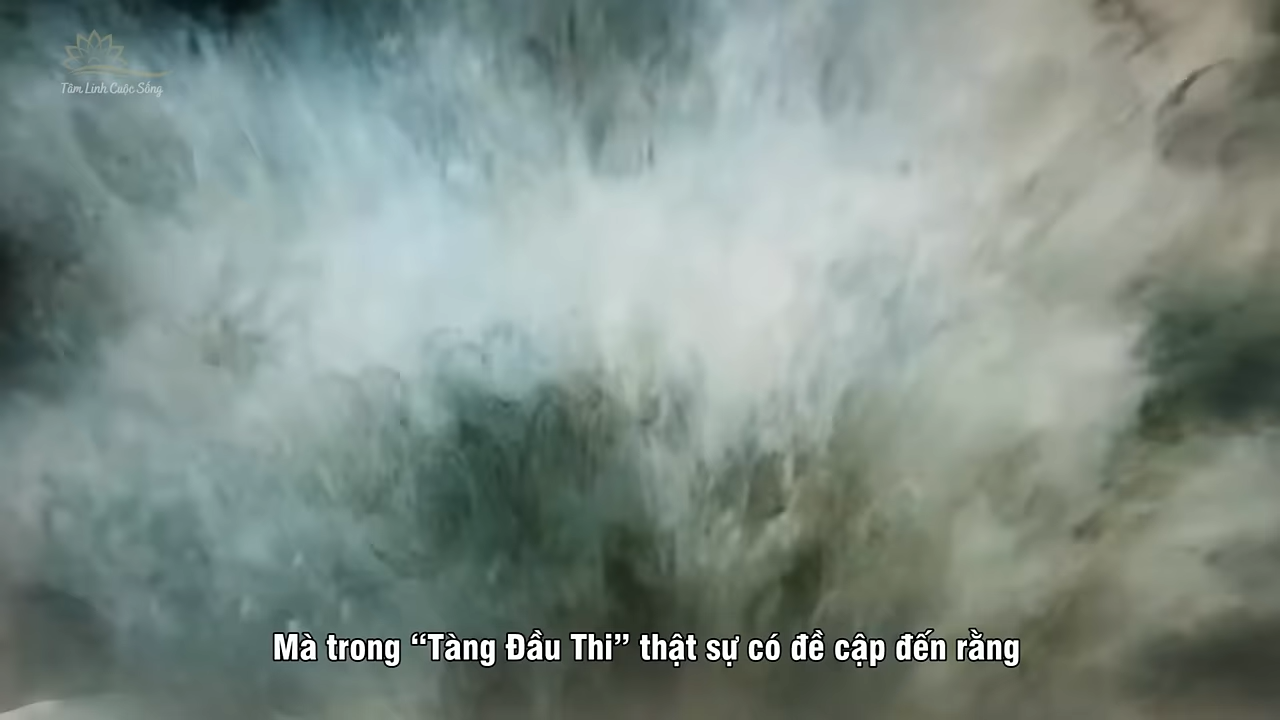 Tâm Linh Cuộc Sống
Mà trong “Tàng Đầu Thi” thật sự có đề cập đến rằng